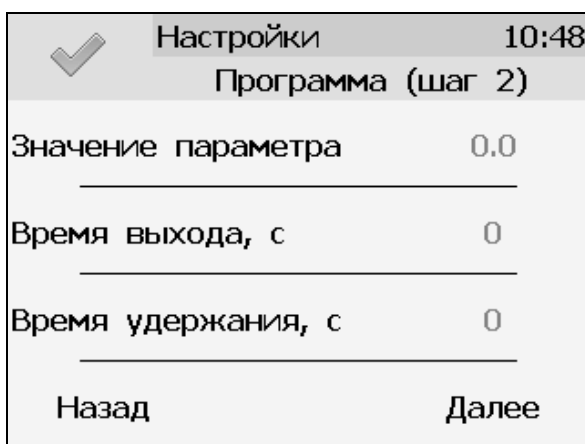 Настройки 10:48
Программа (шаг 2)
Значение параметра 0.0
Время выхода, с 0
Время удержания, с 0
Назад Далее